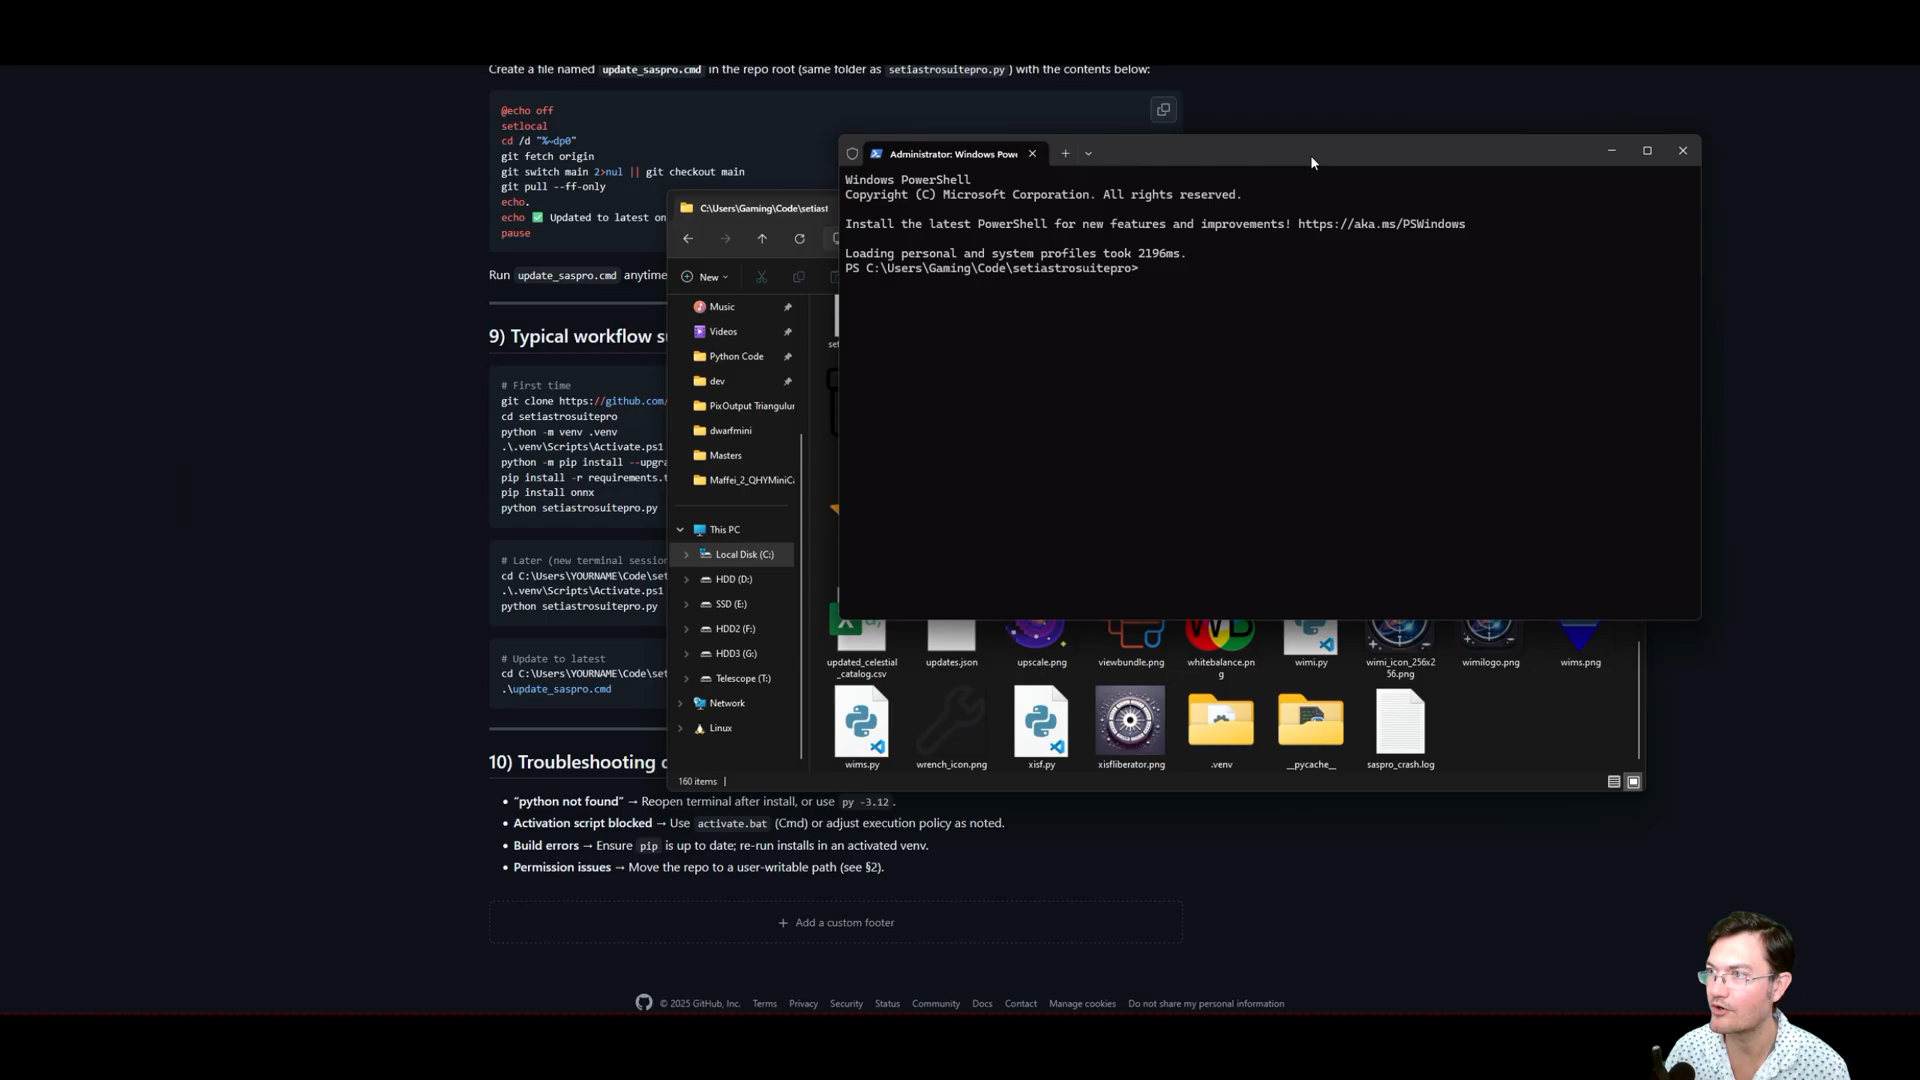 Create a file named update_saspro.cmd in the repo root (same folder as setiastrosuitepro.py ) with the contents below:
@echo off
setlocal
cd /d "%~dp0"
git fetch origin
git switch main 2>nul || git checkout main
git pull --ff-only
echo.
echo ✅ Updated to latest on
pause
Run update_saspro.cmd anytime
9) Typical workflow s
# First time
git clone https://github.com/
cd setiastrosuitepro
python -m venv .venv
.\.venv\Scripts\Activate.ps1
python -m pip install --upgra
pip install -r requirements.t
pip install onnx
python setiastrosuitepro.py
# Later (new terminal session
cd C:\Users\YOURNAME\Code\set
.\.venv\Scripts\Activate.ps1
python setiastrosuitepro.py
# Update to latest
cd C:\Users\YOURNAME\Code\set
.\update_saspro.cmd
10) Troubleshooting
• “python not found” → Reopen terminal after install, or use py -3.12 .
• Activation script blocked → Use activate.bat (Cmd) or adjust execution policy as noted.
• Build errors → Ensure pip is up to date; re-run installs in an activated venv.
• Permission issues → Move the repo to a user-writable path (see §2).
+ Add a custom footer
© 2025 GitHub, Inc. Terms Privacy Security Status Community Docs Contact Manage cookies Do not share my personal information
C:\Users\Gaming\Code\setiast
New
Music
Videos
Python Code
dev
PixOutput Triangulum
dwarfmini
Masters
Maffei_2_QHYMiniC
This PC
Local Disk (C:)
HDD (D:)
SSD (E:)
HDD2 (F:)
HDD3 (G:)
Telescope (T:)
Network
Linux
160 items
set
updated_celestial
_catalog.csv
updates.json
upscale.png
viewbundle.png
whitebalance.pn
g
wimi.py
wimi_icon_256x2
56.png
wimilogo.png
wims.png
wims.py
wrench_icon.png
xisf.py
xisfliberator.png
.venv
__pycache__
saspro_crash.log
Administrator: Windows Pow
Windows PowerShell
Copyright (C) Microsoft Corporation. All rights reserved.
Install the latest PowerShell for new features and improvements! https://aka.ms/PSWindows
Loading personal and system profiles took 2196ms.
PS C:\Users\Gaming\Code\setiastrosuitepro>